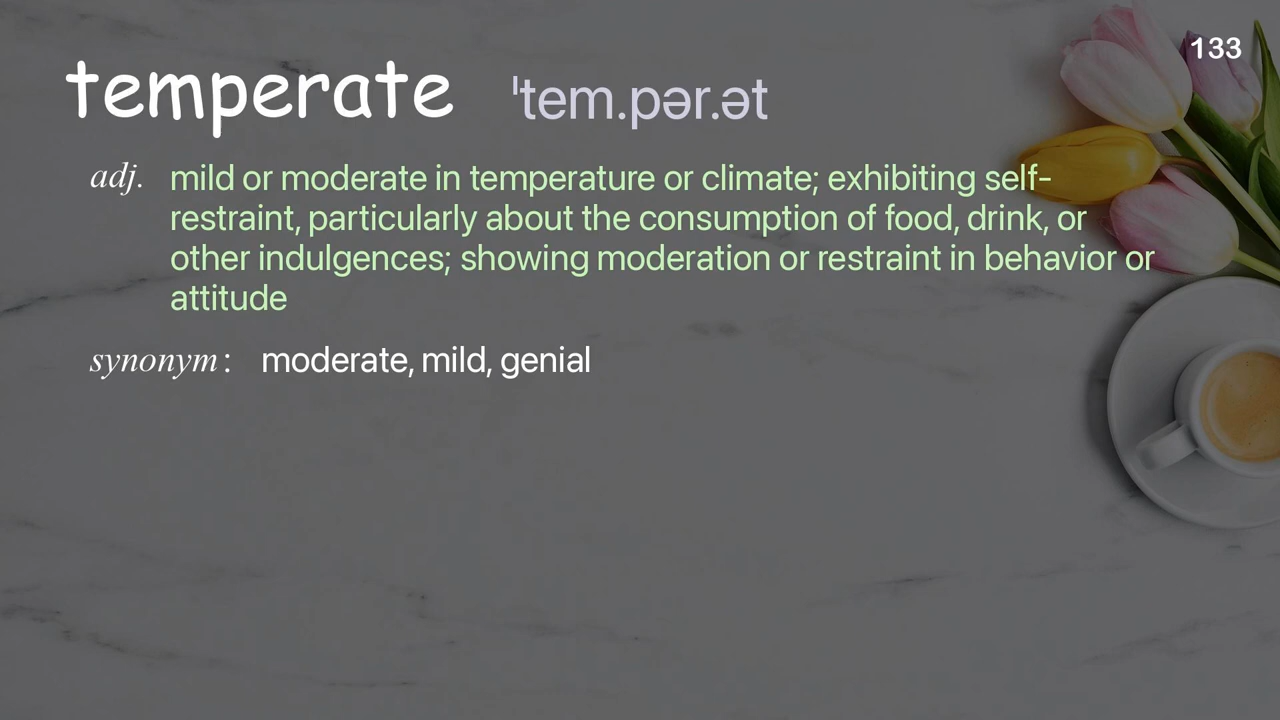 133
temperate ˈtem.pər.ət
adj. mild or moderate in temperature or climate; exhibiting self-
restraint, particularly about the consumption of food, drink, or
other indulgences; showing moderation or restraint in behavior or
attitude
synonym: moderate, mild, genial